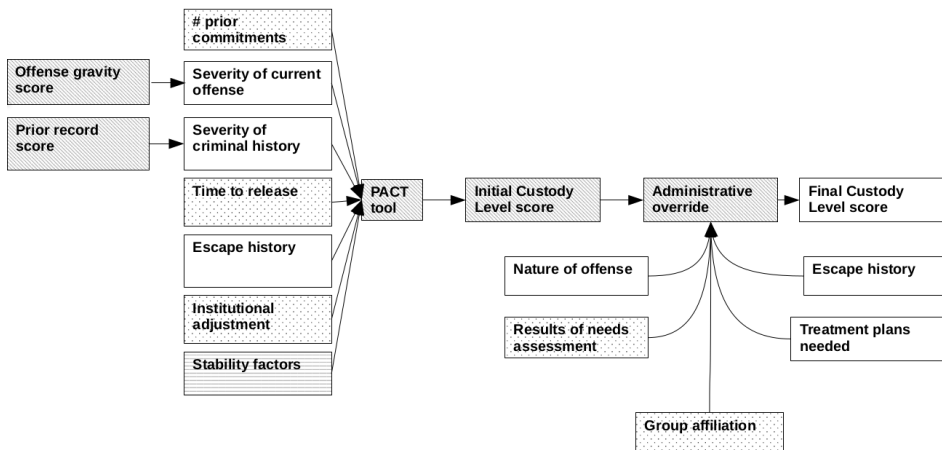 # prior
commitments
Offense gravity
score
Severity of current
offense
Prior record
score
Severity of
criminal history
Time to release
PACT
tool
Initial Custody
Level score
Administrative
override
Final Custody
Level score
Escape history
Nature of offense
Escape history
Institutional
adjustment
Results of needs
assessment
Treatment plans
needed
Stability factors
Group affiliation